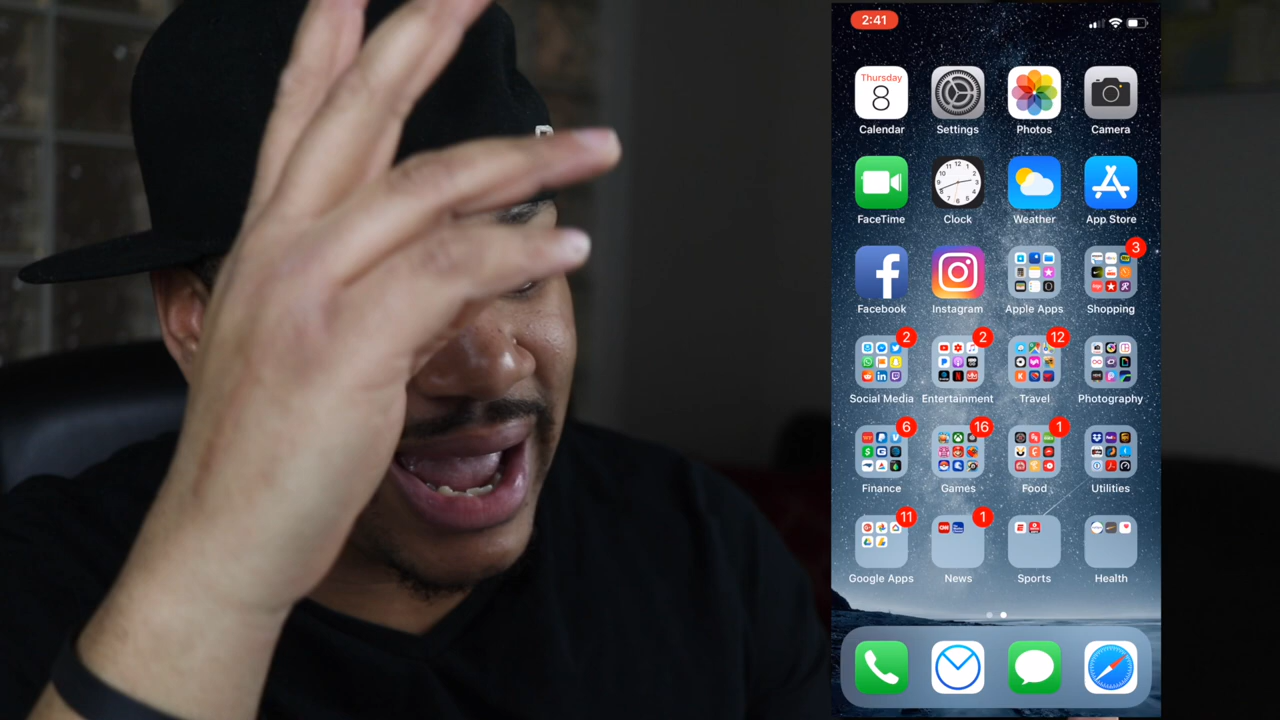 2:41
Thursday
8
Calendar
Settings
Photos
Camera
FaceTime
Clock
Weather
App Store
3
Facebook
Instagram
Apple Apps
Shopping
2
2
12
Social Media
Entertainment
Travel
Photography
6
16
1
Finance
Games
Food
Utilities
11
1
Google Apps
News
Sports
Health